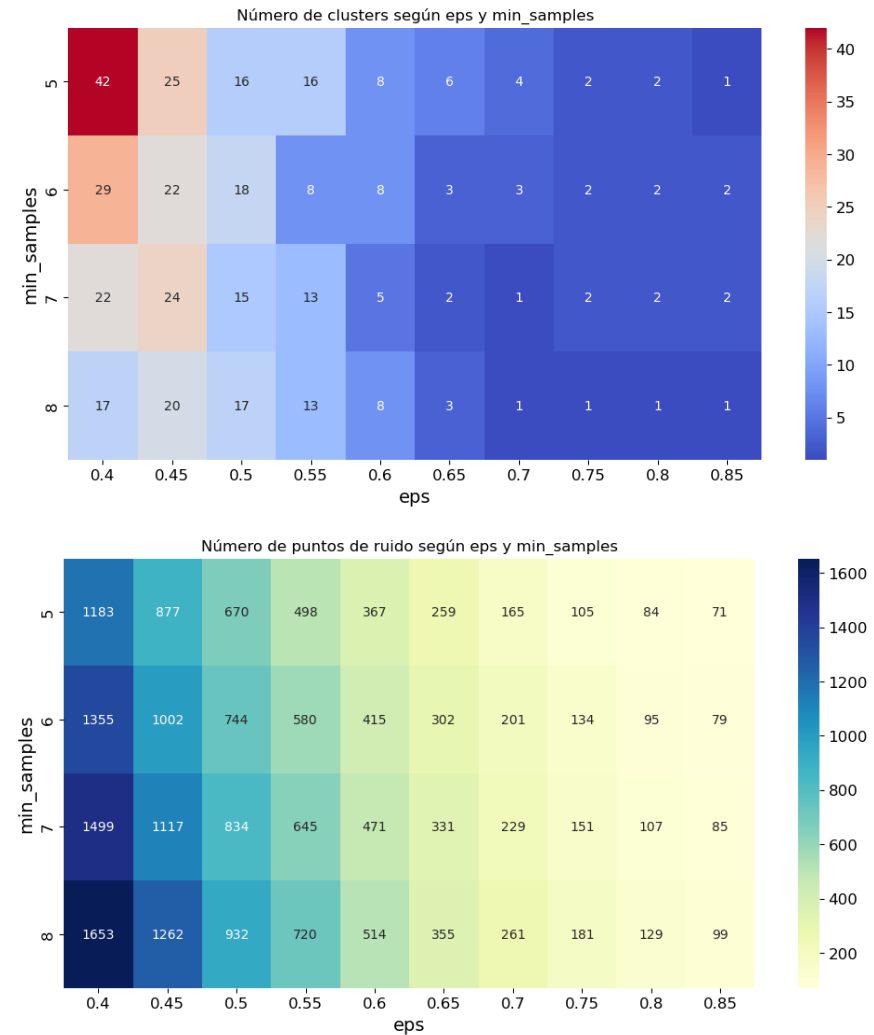 Número de clusters según eps y min_samples
42 25 16 16 8 6 4 2 2 1
29 22 18 8 8 3 3 2 2 2
22 24 15 13 5 2 1 2 2 2
17 20 17 13 8 3 1 1 1 1
5
6
7
8
min_samples
0.4 0.45 0.5 0.55 0.6 0.65 0.7 0.75 0.8 0.85
eps
40
35
30
25
20
15
10
5
Número de puntos de ruido según eps y min_samples
1183 877 670 498 367 259 165 105 84 71
1355 1002 744 580 415 302 201 134 95 79
1499 1117 834 645 471 331 229 151 107 85
1653 1262 932 720 514 355 261 181 129 99
5
6
7
8
min_samples
0.4 0.45 0.5 0.55 0.6 0.65 0.7 0.75 0.8 0.85
eps
1600
1400
1200
1000
800
600
400
200